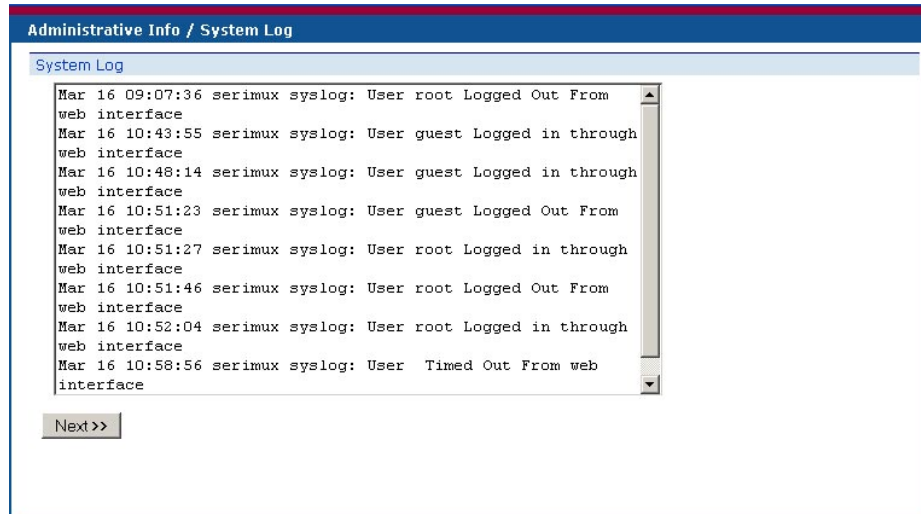 Administrative Info / System Log
System Log
Mar 16 09:07:36 serimux syslog: User root Logged Out From
web interface
Mar 16 10:43:55 serimux syslog: User guest Logged in through
web interface
Mar 16 10:48:14 serimux syslog: User guest Logged in through
web interface
Mar 16 10:51:23 serimux syslog: User guest Logged Out From
web interface
Mar 16 10:51:27 serimux syslog: User root Logged in through
web interface
Mar 16 10:51:46 serimux syslog: User root Logged Out From
web interface
Mar 16 10:52:04 serimux syslog: User root Logged in through
web interface
Mar 16 10:58:56 serimux syslog: User  Timed Out From web
interface
Next >>